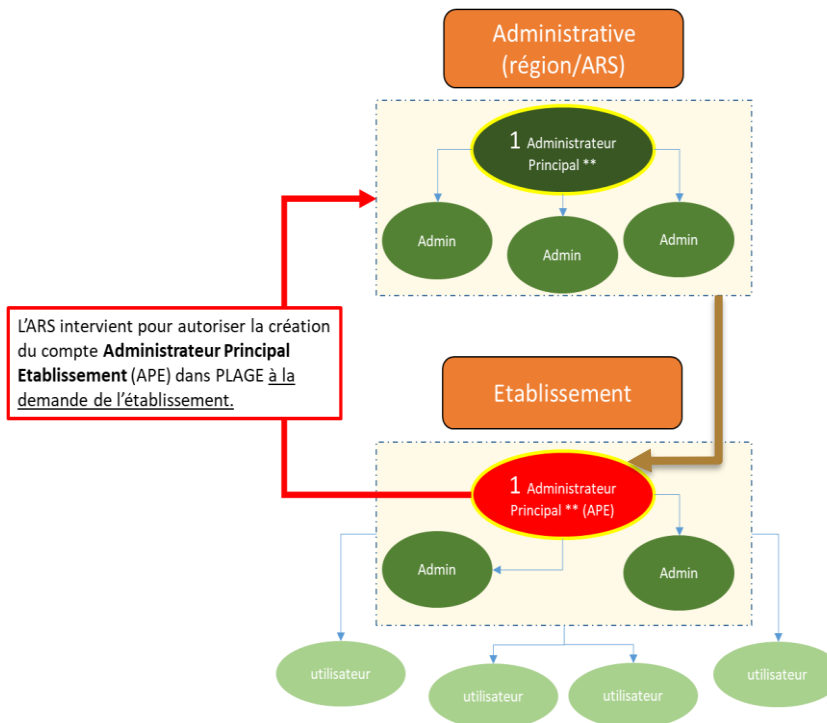 Administrative
(région/ARS)
1 Administrateur
Principal **
Admin
Admin
Admin
L'ARS intervient pour autoriser la création
du compte Administrateur Principal
Etablissement (APE) dans PLAGE à la
demande de l'établissement.
Etablissement
1 Administrateur
Principal ** (APE)
Admin
Admin
utilisateur
utilisateur
utilisateur
utilisateur